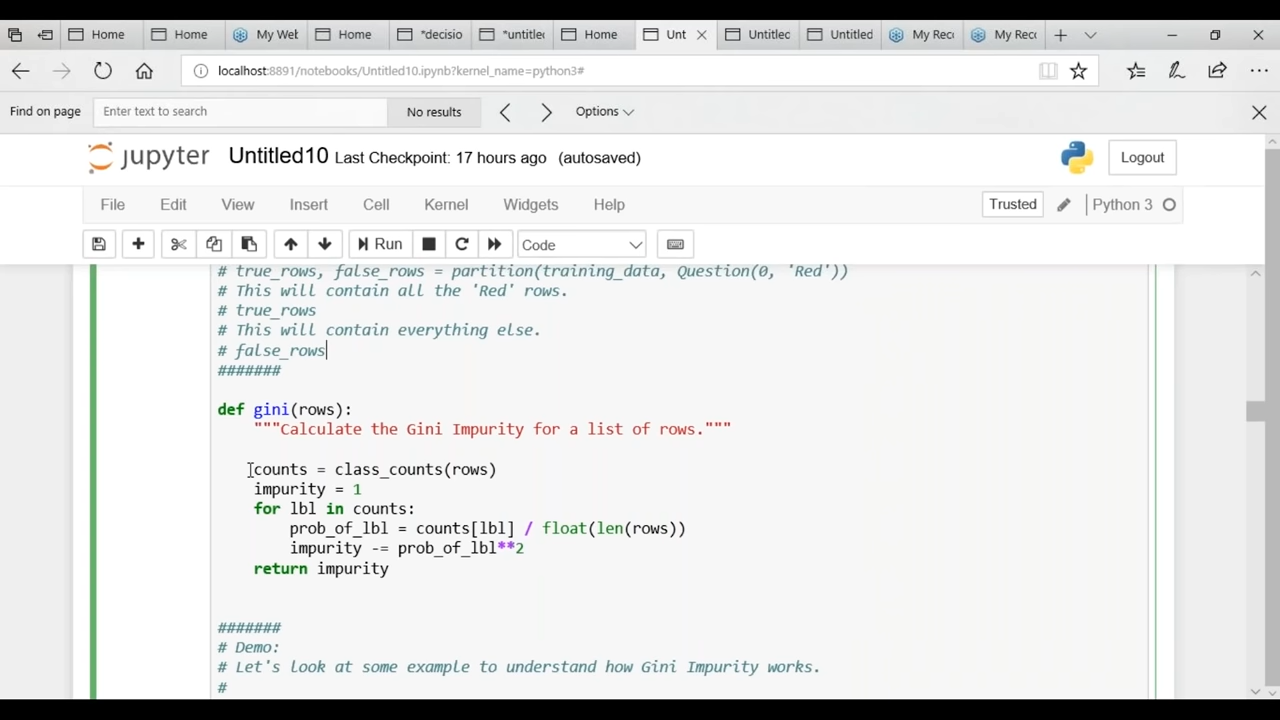 Home Home My Wet Home *decisio *untitlec Home Unt Untitlec Untitled My Recc My Recc
localhost:8891/notebooks/Untitled10.ipynb?kernel_name=python3#
Find on page Enter text to search No results Options
jupyter Untitled10 Last Checkpoint: 17 hours ago (autosaved) Logout
File Edit View Insert Cell Kernel Widgets Help Trusted Python 3
Run Code
# true_rows, false_rows = partition(training_data, Question(0, 'Red'))
# This will contain all the 'Red' rows.
# true_rows
# This will contain everything else.
# false_rows
#######
def gini(rows):
"""Calculate the Gini Impurity for a list of rows."""
counts = class_counts(rows)
impurity = 1
for lbl in counts:
prob_of_lbl = counts[lbl] / float(len(rows))
impurity -= prob_of_lbl**2
return impurity
#######
# Demo:
# Let's look at some example to understand how Gini Impurity works.
#